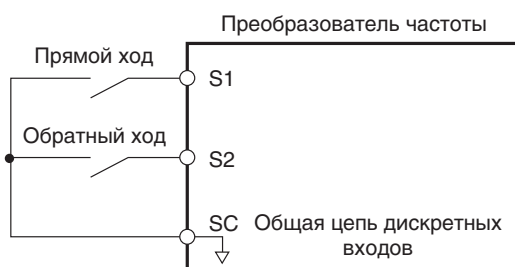 Преобразователь частоты
Прямой ход
S1
Обратный ход
S2
SC Общая цепь дискретных
входов